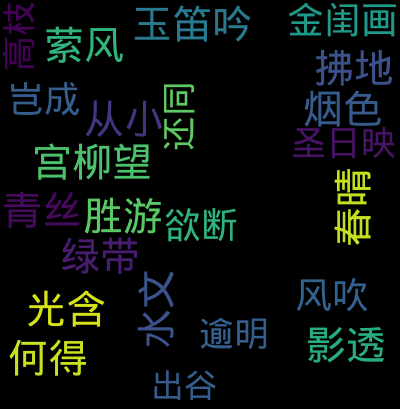 高枝
萦风
玉笛吟
金闺画
拂地
岂成
从小
还同
烟色
圣日映
宫柳望
青丝
胜游
欲断
春晴
绿带
水文
风吹
光含
逾明
影透
何得
出谷